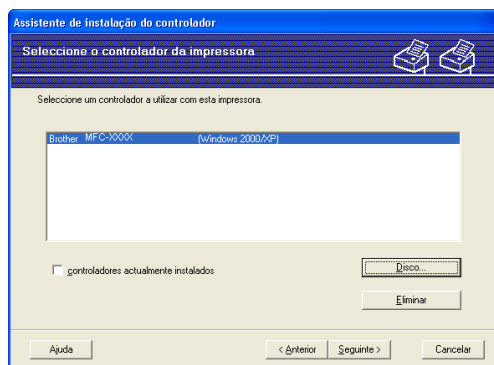 Assistente de instalação do controlador
Seleccione o controlador da impressora
Seleccione um controlador a utilizar com esta impressora.
Brother MFC-XXXX (Windows 2000/XP)
controladores actualmente instalados
Disco...
Eliminar
Ajuda < Anterior Seguinte > Cancelar